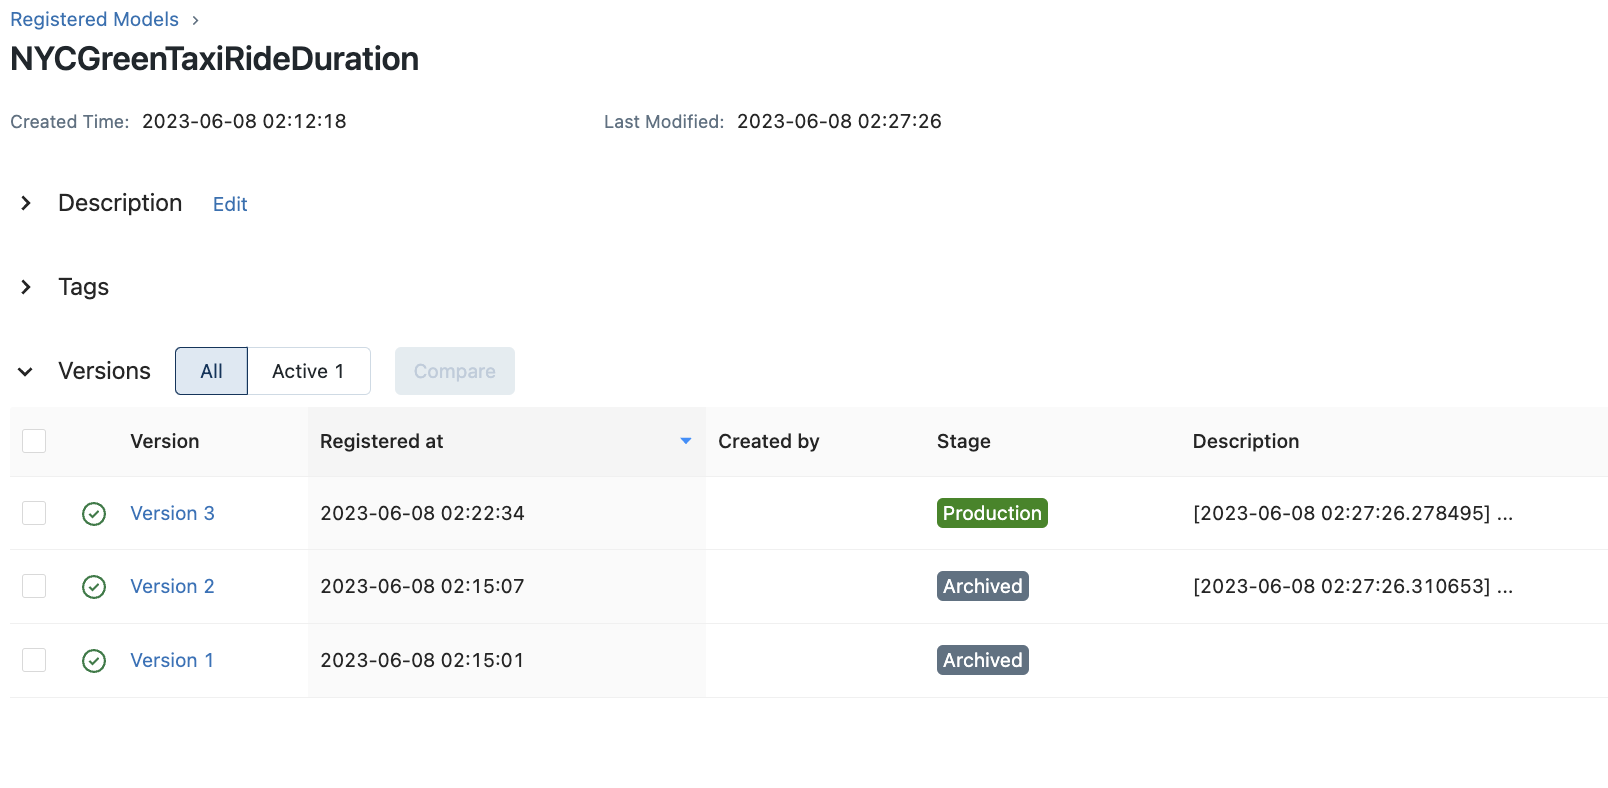 Registered Models
NYCGreenTaxiRideDuration
Created Time: 2023-06-08 02:12:18 Last Modified: 2023-06-08 02:27:26
Description Edit
Tags
Versions All Active 1 Compare
Version Registered at Created by Stage Description
Version 3 2023-06-08 02:22:34 Production [2023-06-08 02:27:26.278495] ...
Version 2 2023-06-08 02:15:07 Archived [2023-06-08 02:27:26.310653] ...
Version 1 2023-06-08 02:15:01 Archived